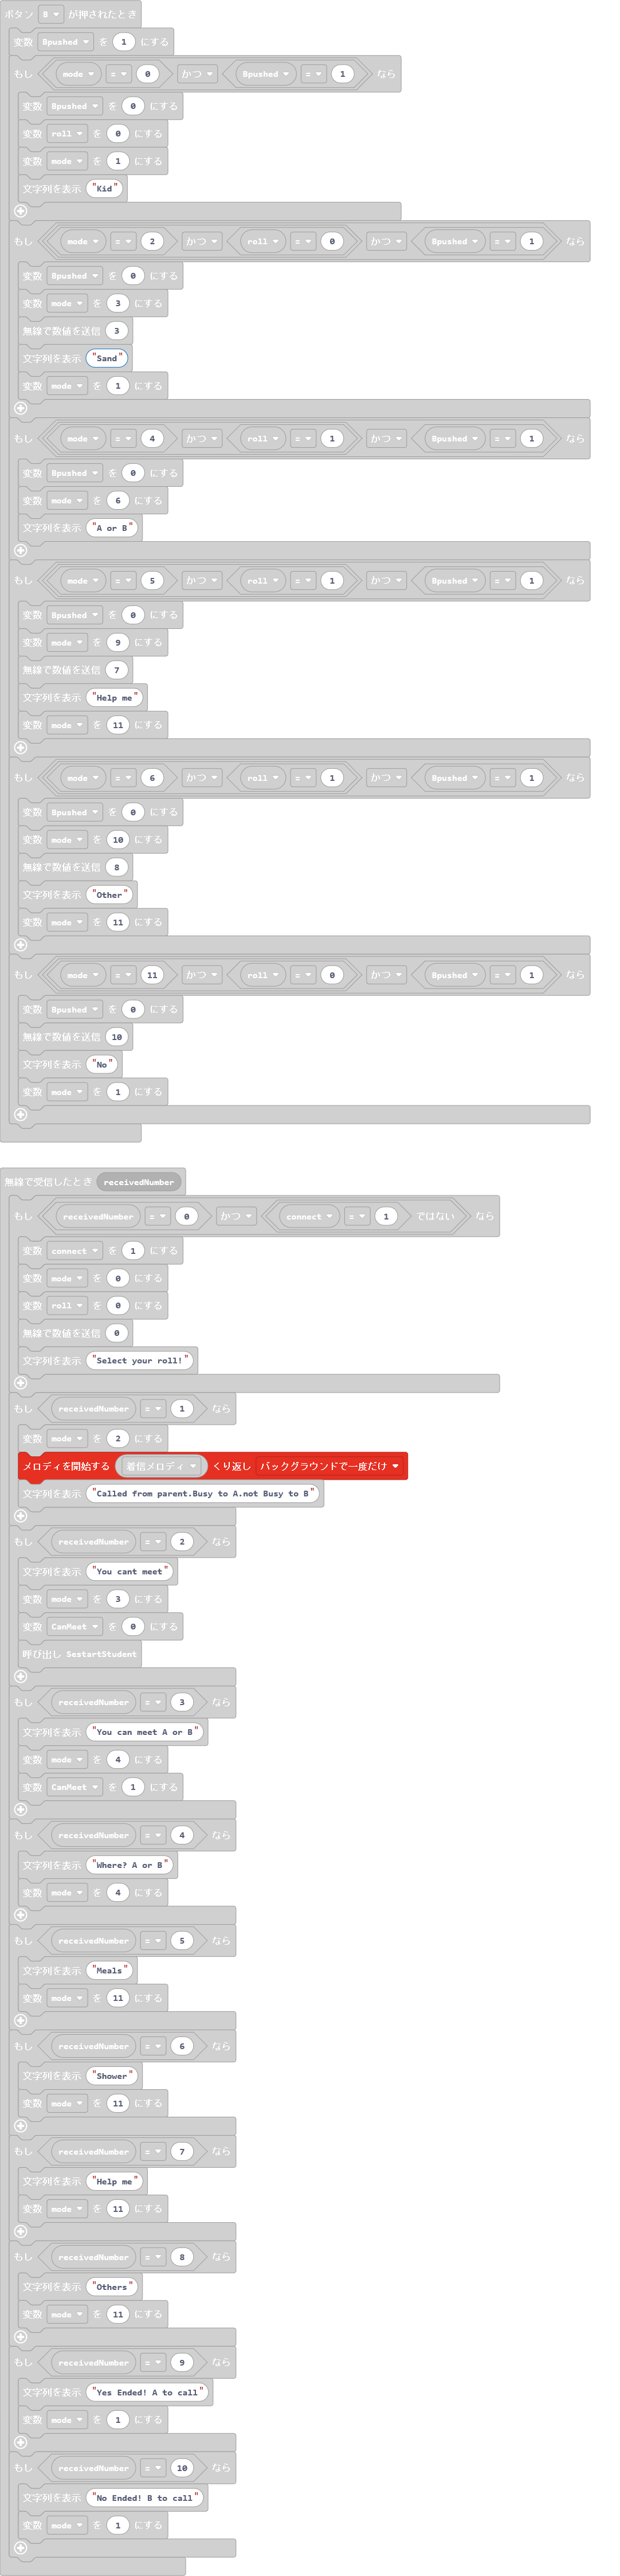 ボタン B が押されたとき
変数 Bpushed を 1 にする
もし mode = 0 かつ Bpushed = 1 なら
変数 Bpushed を 0 にする
変数 roll を 0 にする
変数 mode を 1 にする
文字列を表示 "Kid"
もし mode = 2 かつ roll = 0 かつ Bpushed = 1 なら
変数 Bpushed を 0 にする
変数 mode を 3 にする
無線で数値を送信 3
文字列を表示 "Sand"
変数 mode を 1 にする
もし mode = 4 かつ roll = 1 かつ Bpushed = 1 なら
変数 Bpushed を 0 にする
変数 mode を 6 にする
文字列を表示 "A or B"
もし mode = 5 かつ roll = 1 かつ Bpushed = 1 なら
変数 Bpushed を 0 にする
変数 mode を 9 にする
無線で数値を送信 7
文字列を表示 "Help me"
変数 mode を 11 にする
もし mode = 6 かつ roll = 1 かつ Bpushed = 1 なら
変数 Bpushed を 0 にする
変数 mode を 10 にする
無線で数値を送信 8
文字列を表示 "Other"
変数 mode を 11 にする
もし mode = 11 かつ roll = 0 かつ Bpushed = 1 なら
変数 Bpushed を 0 にする
無線で数値を送信 10
文字列を表示 "No"
変数 mode を 1 にする
無線で受信したとき receivedNumber
もし receivedNumber = 0 かつ connect = 1 ではない なら
変数 connect を 1 にする
変数 mode を 0 にする
変数 roll を 0 にする
無線で数値を送信 0
文字列を表示 "Select your roll!"
もし receivedNumber = 1 なら
変数 mode を 2 にする
メロディを開始する 着信メロディ くり返し バックグラウンドで一度だけ
文字列を表示 "Called from parent.Busy to A.not Busy to B"
もし receivedNumber = 2 なら
文字列を表示 "You cant meet"
変数 mode を 3 にする
変数 CanMeet を 0 にする
呼び出し SestartStudent
もし receivedNumber = 3 なら
文字列を表示 "You can meet A or B"
変数 mode を 4 にする
変数 CanMeet を 1 にする
もし receivedNumber = 4 なら
文字列を表示 "Where? A or B"
変数 mode を 4 にする
もし receivedNumber = 5 なら
文字列を表示 "Meals"
変数 mode を 11 にする
もし receivedNumber = 6 なら
文字列を表示 "Shower"
変数 mode を 11 にする
もし receivedNumber = 7 なら
文字列を表示 "Help me"
変数 mode を 11 にする
もし receivedNumber = 8 なら
文字列を表示 "Others"
変数 mode を 11 にする
もし receivedNumber = 9 なら
文字列を表示 "Yes Ended! A to call"
変数 mode を 1 にする
もし receivedNumber = 10 なら
文字列を表示 "No Ended! B to call"
変数 mode を 1 にする